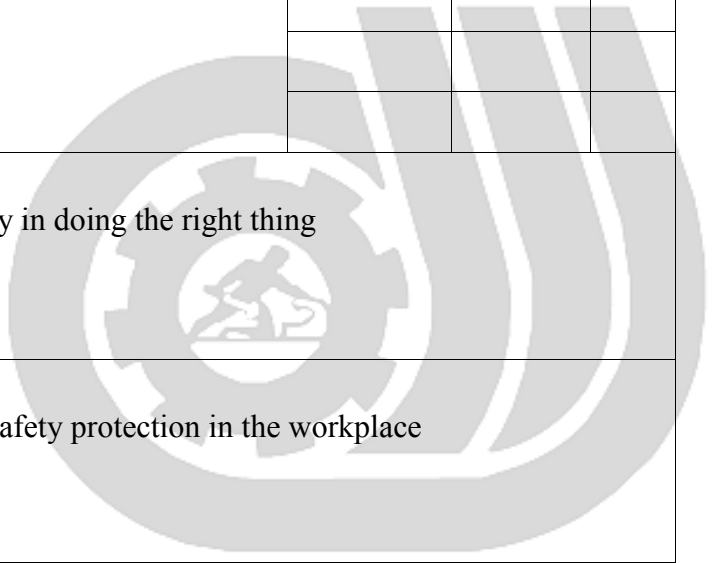 y in doing the right thing
afety protection in the workplace